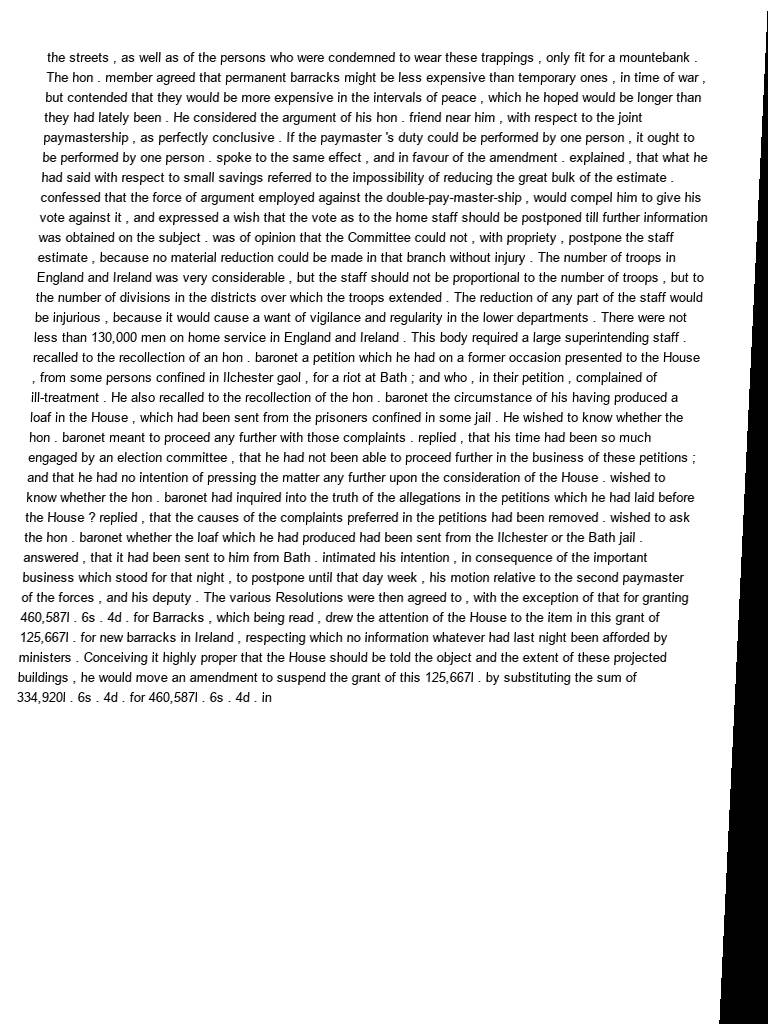 the streets , as well as of the persons who were condemned to wear these trappings , only fit for a mountebank .
The hon . member agreed that permanent barracks might be less expensive than temporary ones , in time of war ,
but contended that they would be more expensive in the intervals of peace , which he hoped would be longer than
they had lately been . He considered the argument of his hon . friend near him , with respect to the joint
paymastership , as perfectly conclusive . If the paymaster 's duty could be performed by one person , it ought to
be performed by one person . spoke to the same effect , and in favour of the amendment . explained , that what he
had said with respect to small savings referred to the impossibility of reducing the great bulk of the estimate .
confessed that the force of argument employed against the double-pay-master-ship , would compel him to give his
vote against it , and expressed a wish that the vote as to the home staff should be postponed till further information
was obtained on the subject . was of opinion that the Committee could not , with propriety , postpone the staff
estimate , because no material reduction could be made in that branch without injury . The number of troops in
England and Ireland was very considerable , but the staff should not be proportional to the number of troops , but to
the number of divisions in the districts over which the troops extended . The reduction of any part of the staff would
be injurious , because it would cause a want of vigilance and regularity in the lower departments . There were not
less than 130,000 men on home service in England and Ireland . This body required a large superintending staff .
recalled to the recollection of an hon . baronet a petition which he had on a former occasion presented to the House
, from some persons confined in Ilchester gaol , for a riot at Bath ; and who , in their petition , complained of
ill-treatment . He also recalled to the recollection of the hon . baronet the circumstance of his having produced a
loaf in the House , which had been sent from the prisoners confined in some jail . He wished to know whether the
hon . baronet meant to proceed any further with those complaints . replied , that his time had been so much
engaged by an election committee , that he had not been able to proceed further in the business of these petitions ;
and that he had no intention of pressing the matter any further upon the consideration of the House . wished to
know whether the hon . baronet had inquired into the truth of the allegations in the petitions which he had laid before
the House ? replied , that the causes of the complaints preferred in the petitions had been removed . wished to ask
the hon . baronet whether the loaf which he had produced had been sent from the Ilchester or the Bath jail .
answered , that it had been sent to him from Bath . intimated his intention , in consequence of the important
business which stood for that night , to postpone until that day week , his motion relative to the second paymaster
of the forces , and his deputy . The various Resolutions were then agreed to , with the exception of that for granting
460,587l . 6s . 4d . for Barracks , which being read , drew the attention of the House to the item in this grant of
125,667l . for new barracks in Ireland , respecting which no information whatever had last night been afforded by
ministers . Conceiving it highly proper that the House should be told the object and the extent of these projected
buildings , he would move an amendment to suspend the grant of this 125,667l . by substituting the sum of
334,920l . 6s . 4d . for 460,587l . 6s . 4d . in